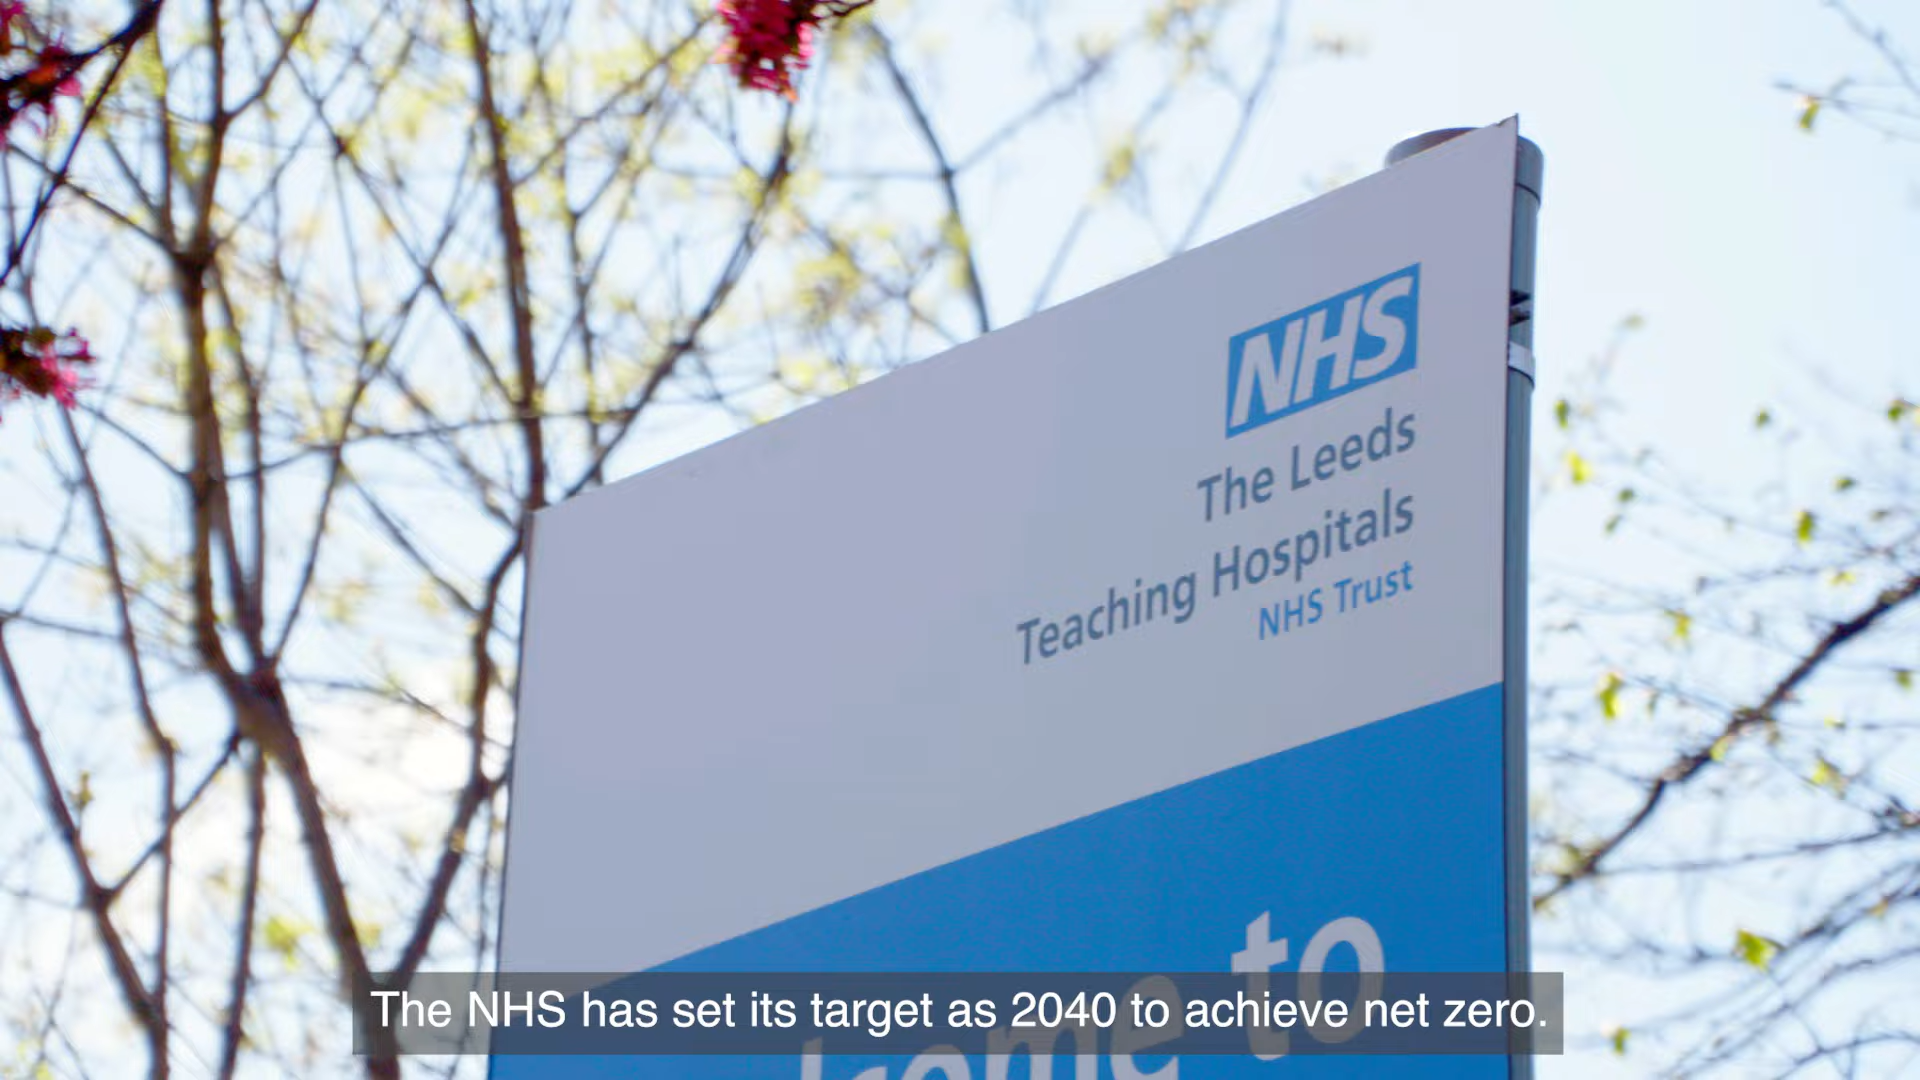 NHS
The Leeds
Teaching Hospitals
NHS Trust
to
The NHS has set its target as 2040 to achieve net zero.